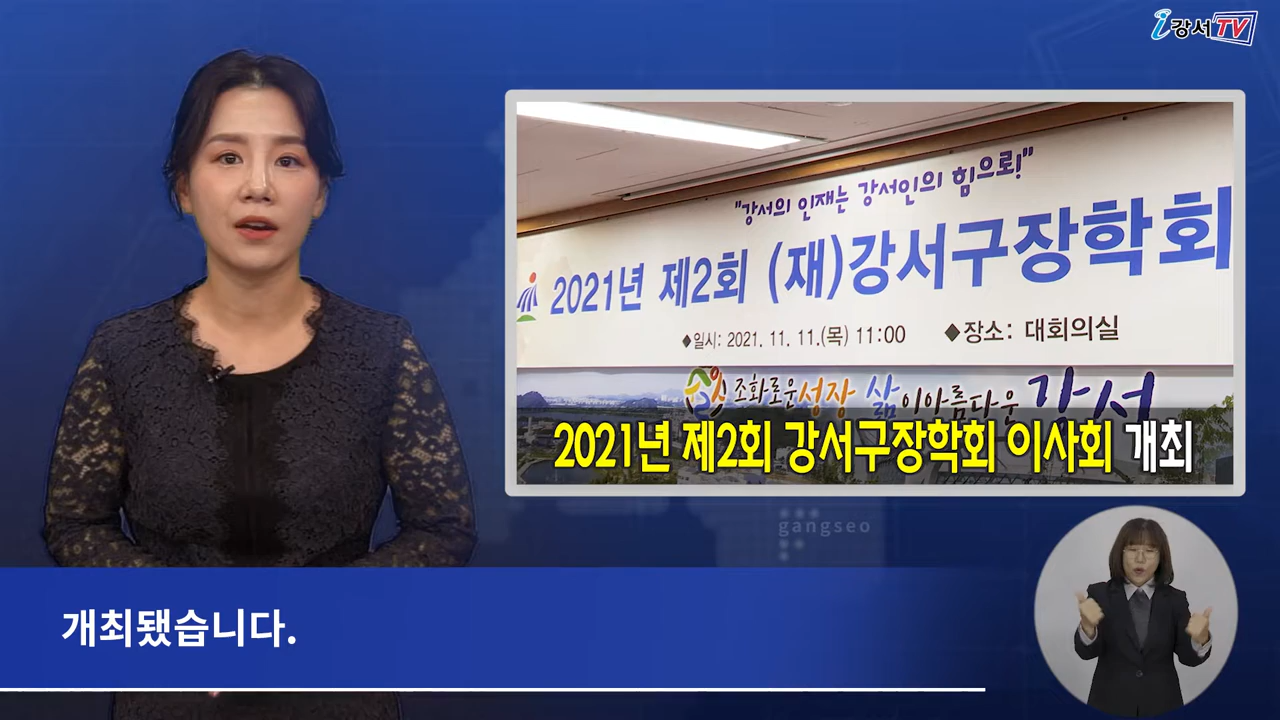 i강서TV
"강서의 인재는 강서인의 힘으로!"
2021년 제2회 (재)강서구장학회
◆일시: 2021. 11. 11.(목) 11:00 ◆장소: 대회의실
조화로운 성장 삶이 아름다운 강서
2021년 제2회 강서구장학회 이사회 개최
gangseo
개최됐습니다.